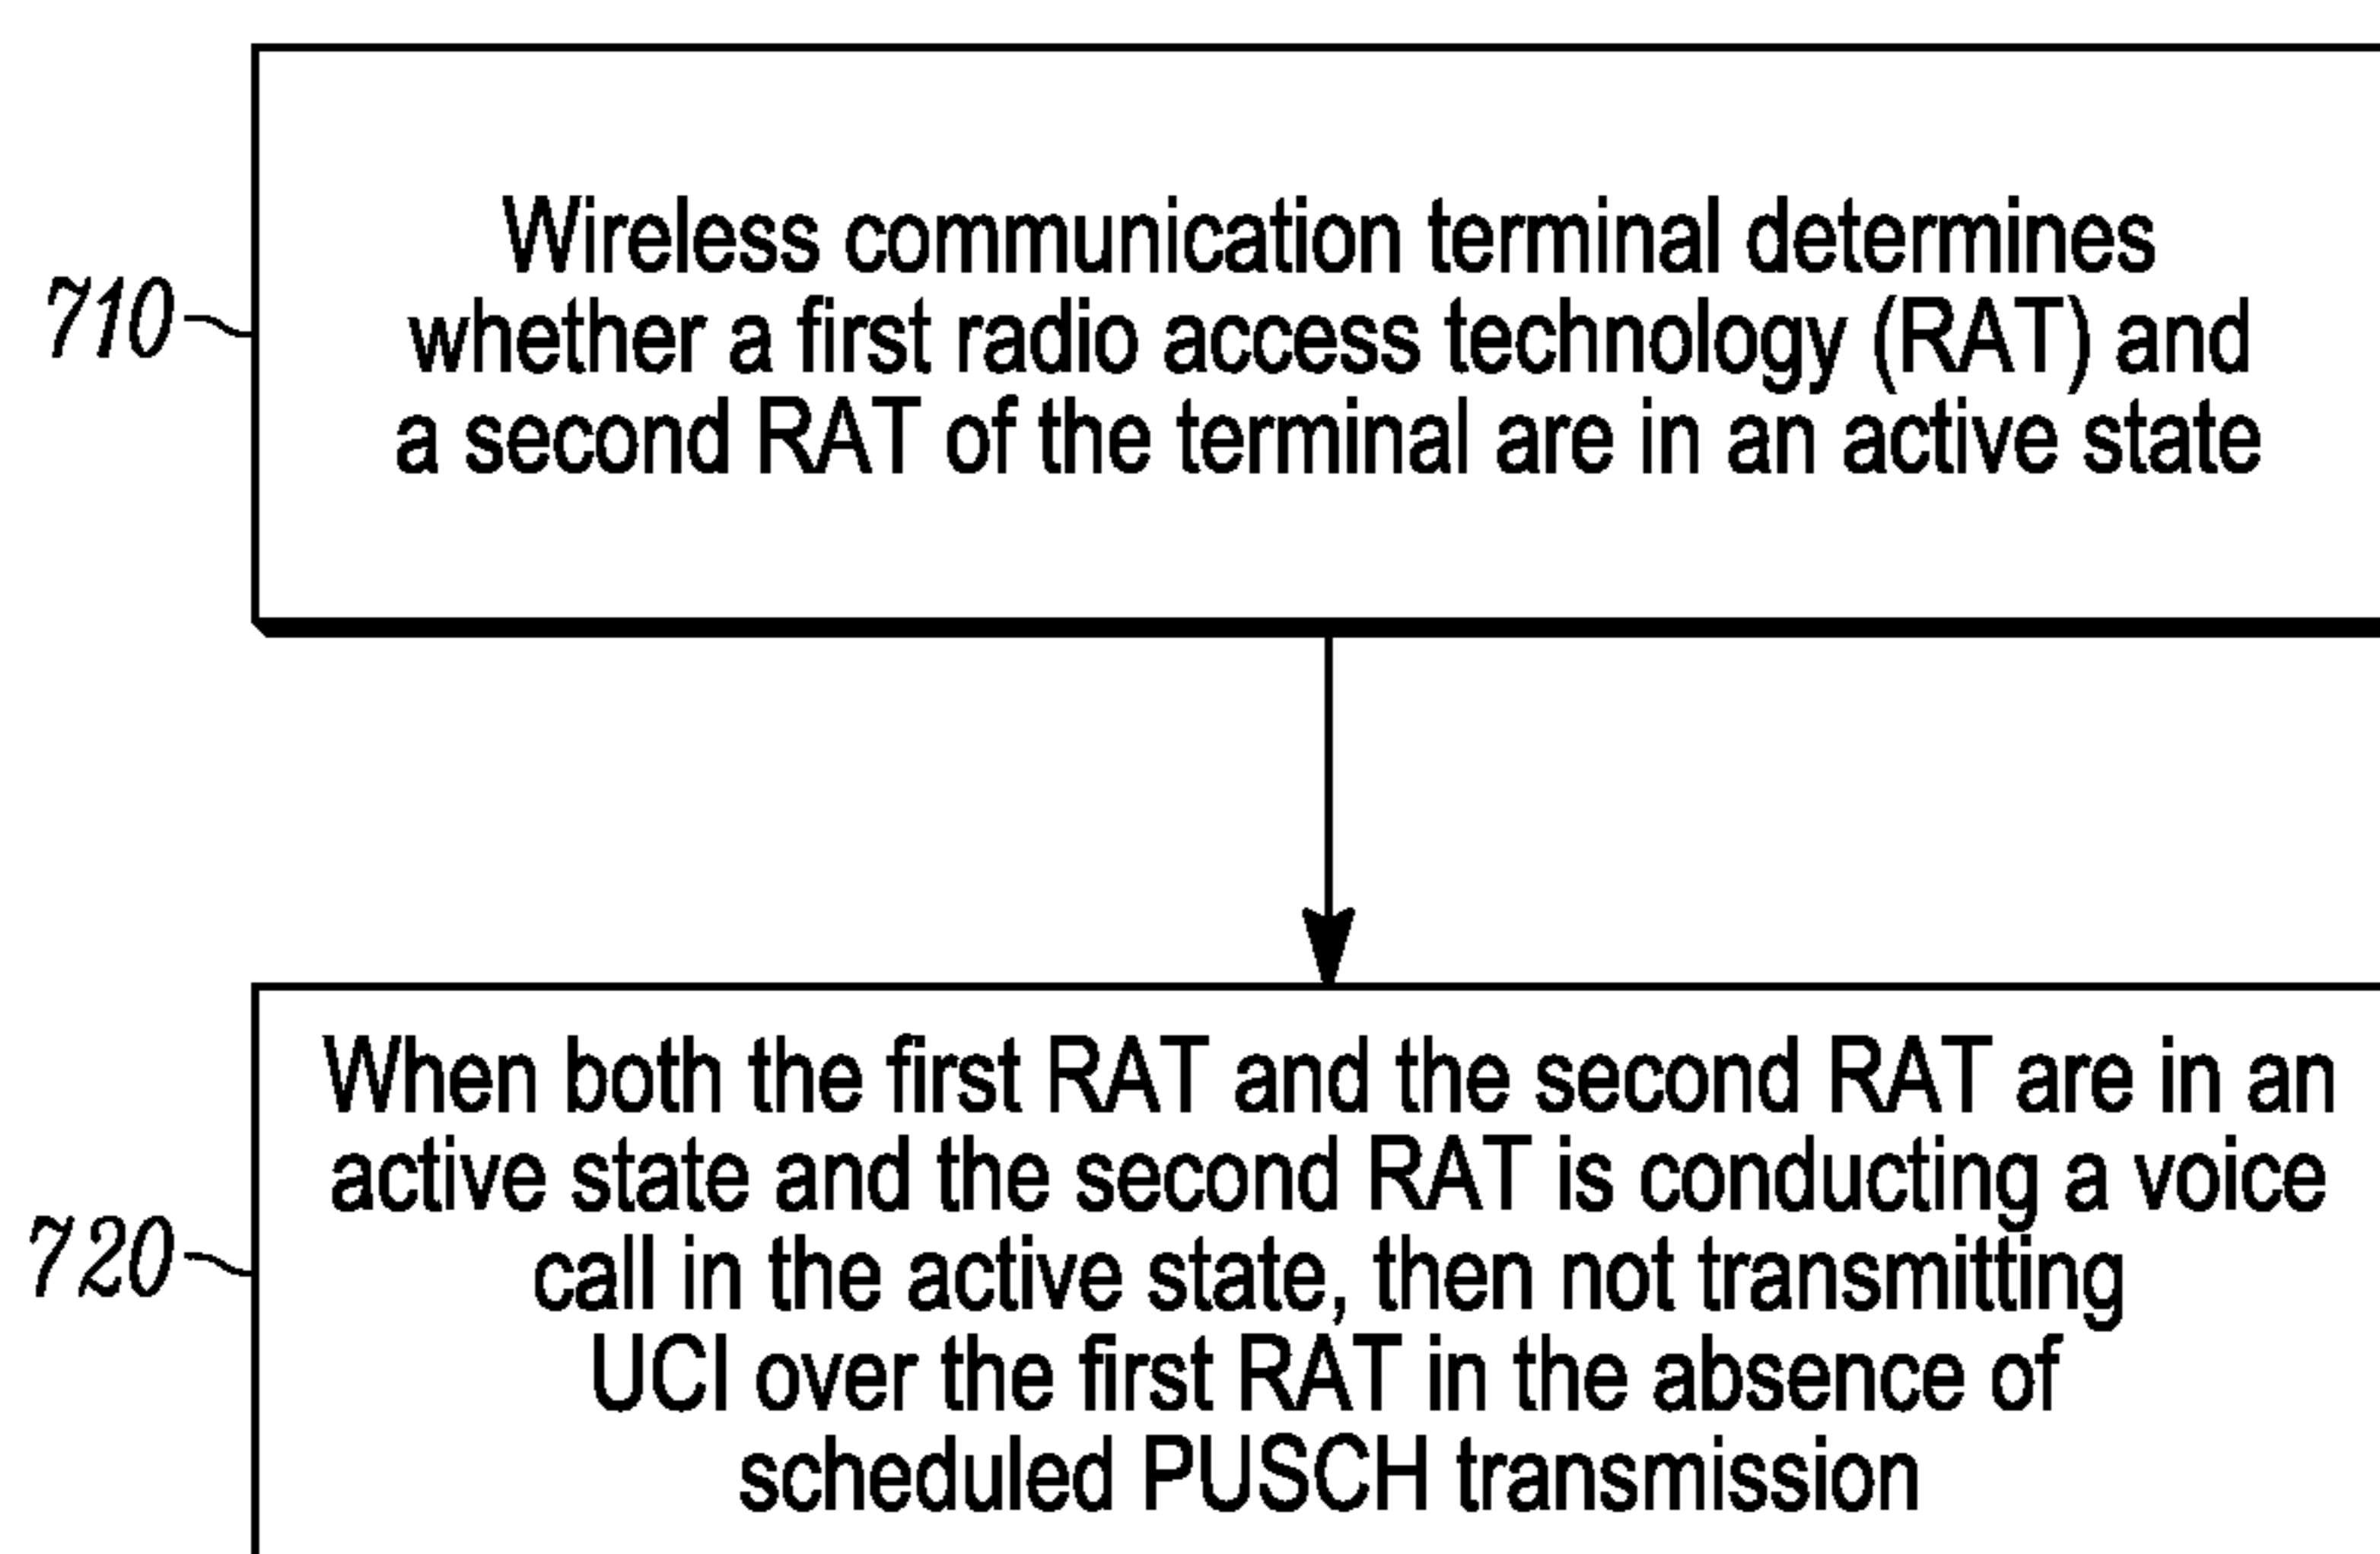 710
Wireless communication terminal determines
whether a first radio access technology (RAT) and
a second RAT of the terminal are in an active state
720
When both the first RAT and the second RAT are in an
active state and the second RAT is conducting a voice
call in the active state, then not transmitting
UCI over the first RAT in the absence of
scheduled PUSCH transmission